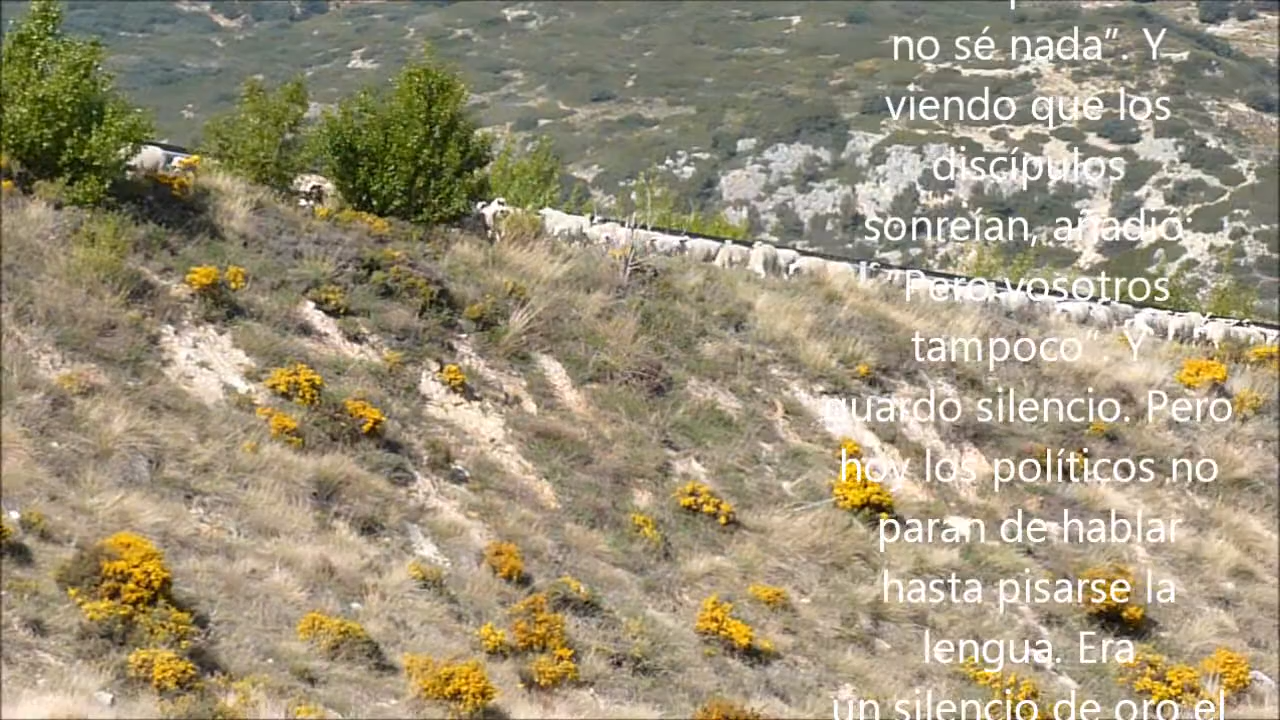 no sé nada”. Y
viendo que los
discípulos
sonreían, añadió:
“Pero vosotros
tampoco” Y
guardó silencio. Pero
hoy los políticos no
paran de hablar
hasta pisarse la
lengua. Era
un silencio de oro el